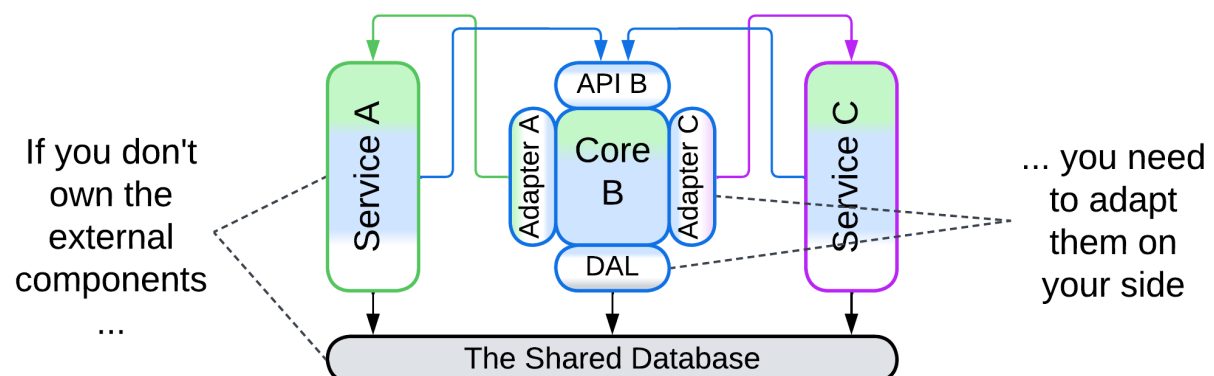 If you don't
own the
external
components
...
Service A
API B
Adapter A
Core
B
Adapter C
DAL
Service C
... you need
to adapt
them on
your side
The Shared Database